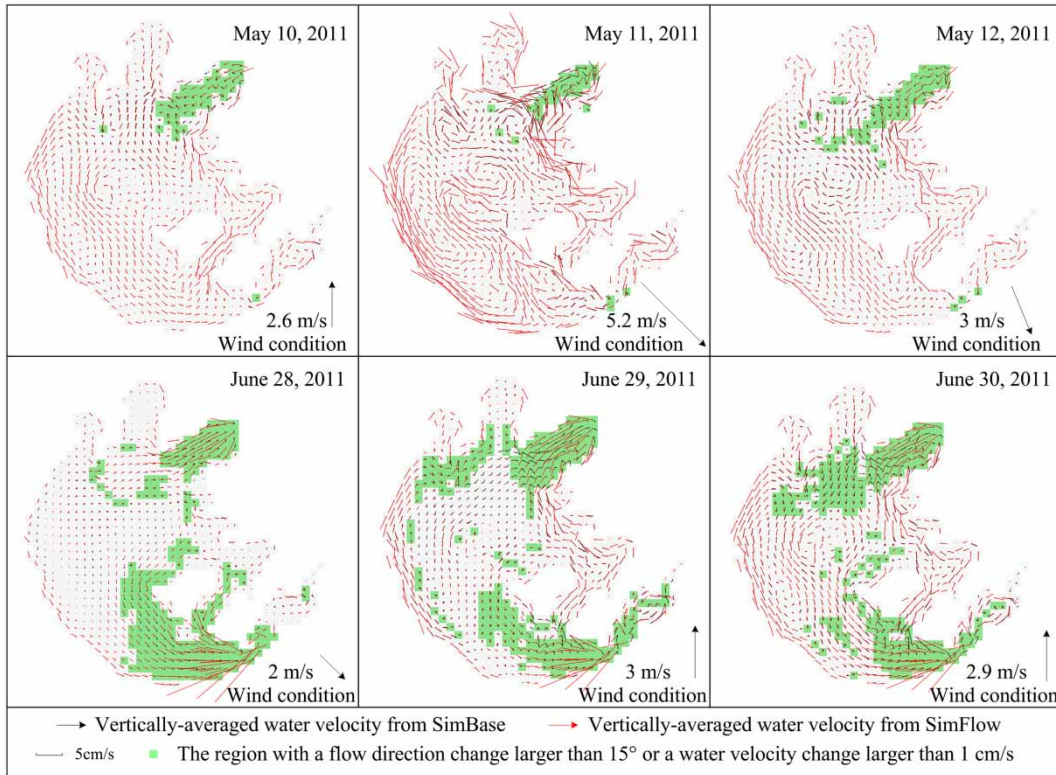 May 10, 2011
May 11, 2011
May 12, 2011
2.6 m/s
Wind condition
5.2 m/s
Wind condition
3 m/s
Wind condition
June 28, 2011
June 29, 2011
June 30, 2011
2 m/s
Wind condition
3 m/s
Wind condition
2.9 m/s
Wind condition
Vertically-averaged water velocity from SimBase
Vertically-averaged water velocity from SimFlow
5cm/s
The region with a flow direction change larger than 15° or a water velocity change larger than 1 cm/s